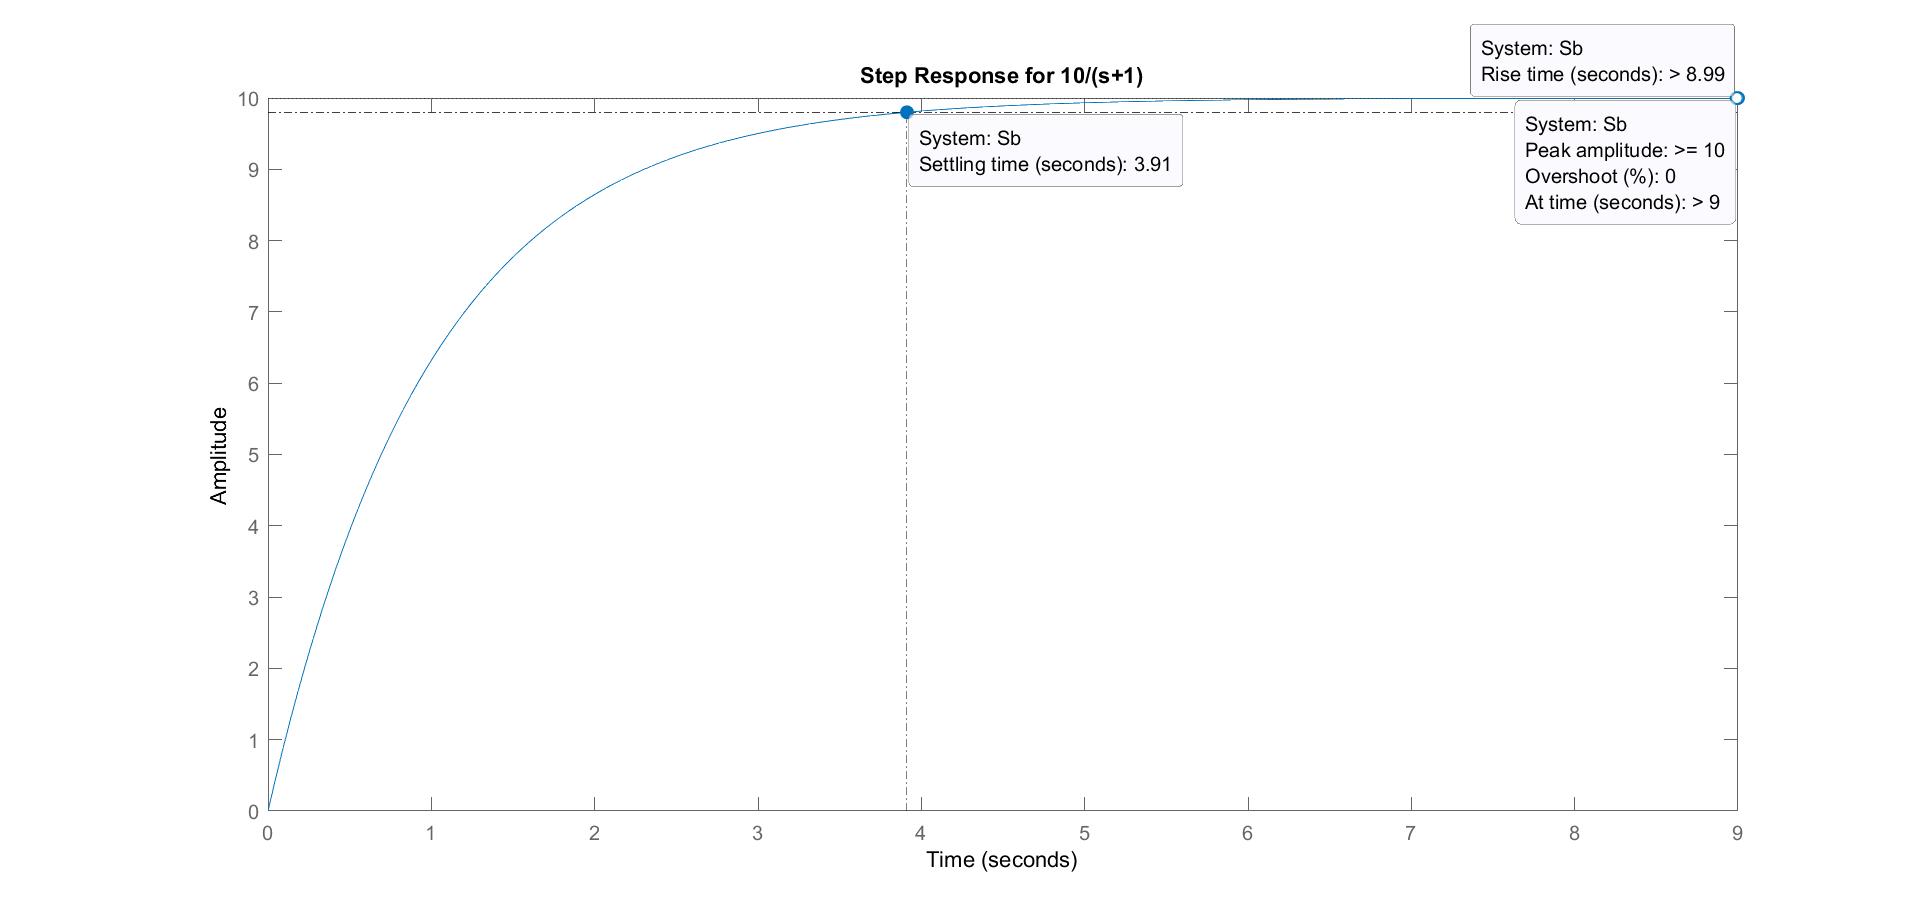 System: Sb
Rise time (seconds): > 8.99
Step Response for 10/(s+1)
System: Sb
Peak amplitude: >= 10
Overshoot (%): 0
At time (seconds): > 9
System: Sb
Settling time (seconds): 3.91
Amplitude
10
9
8
7
6
5
4
3
2
1
0
0 1 2 3 4 5 6 7 8 9
Time (seconds)